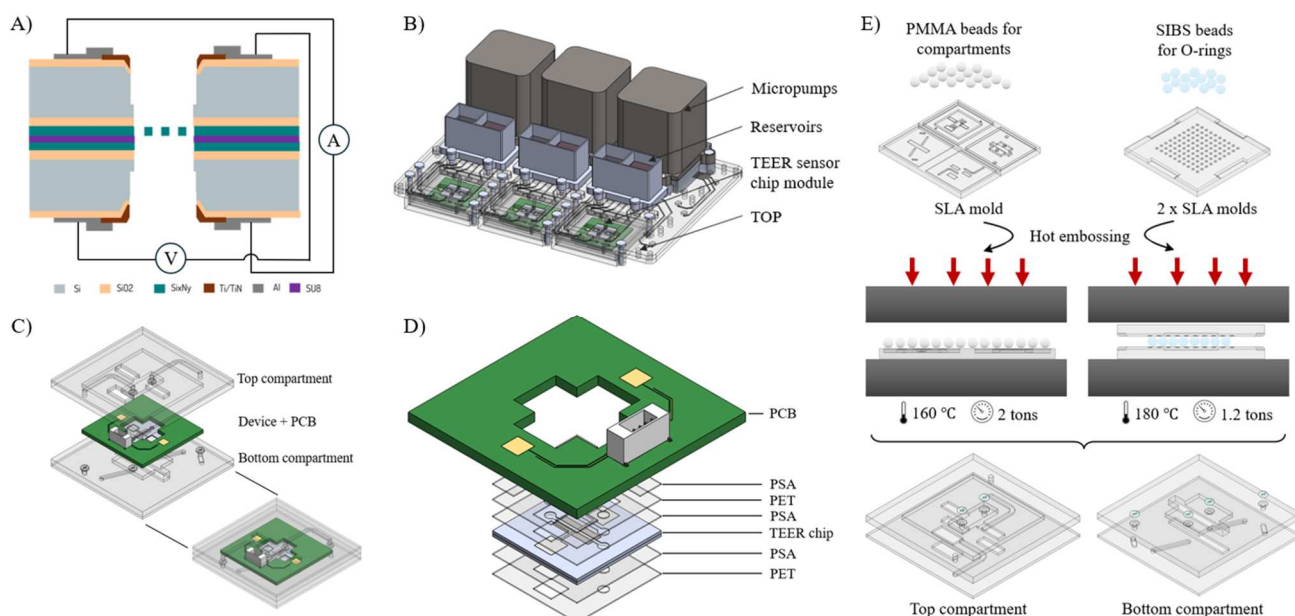 A)
A
V
Si
SiO2
SixNy
Ti/TiN
Al
SU8
B)
Micropumps
Reservoirs
TEER sensor
chip module
TOP
C)
Top compartment
Device + PCB
Bottom compartment
D)
PCB
PSA
PET
PSA
TEER chip
PSA
PET
E)
PMMA beads for
compartments
SIBS beads
for O-rings
SLA mold
2 x SLA molds
Hot embossing
160 °C
2 tons
180 °C
1.2 tons
Top compartment
Bottom compartment